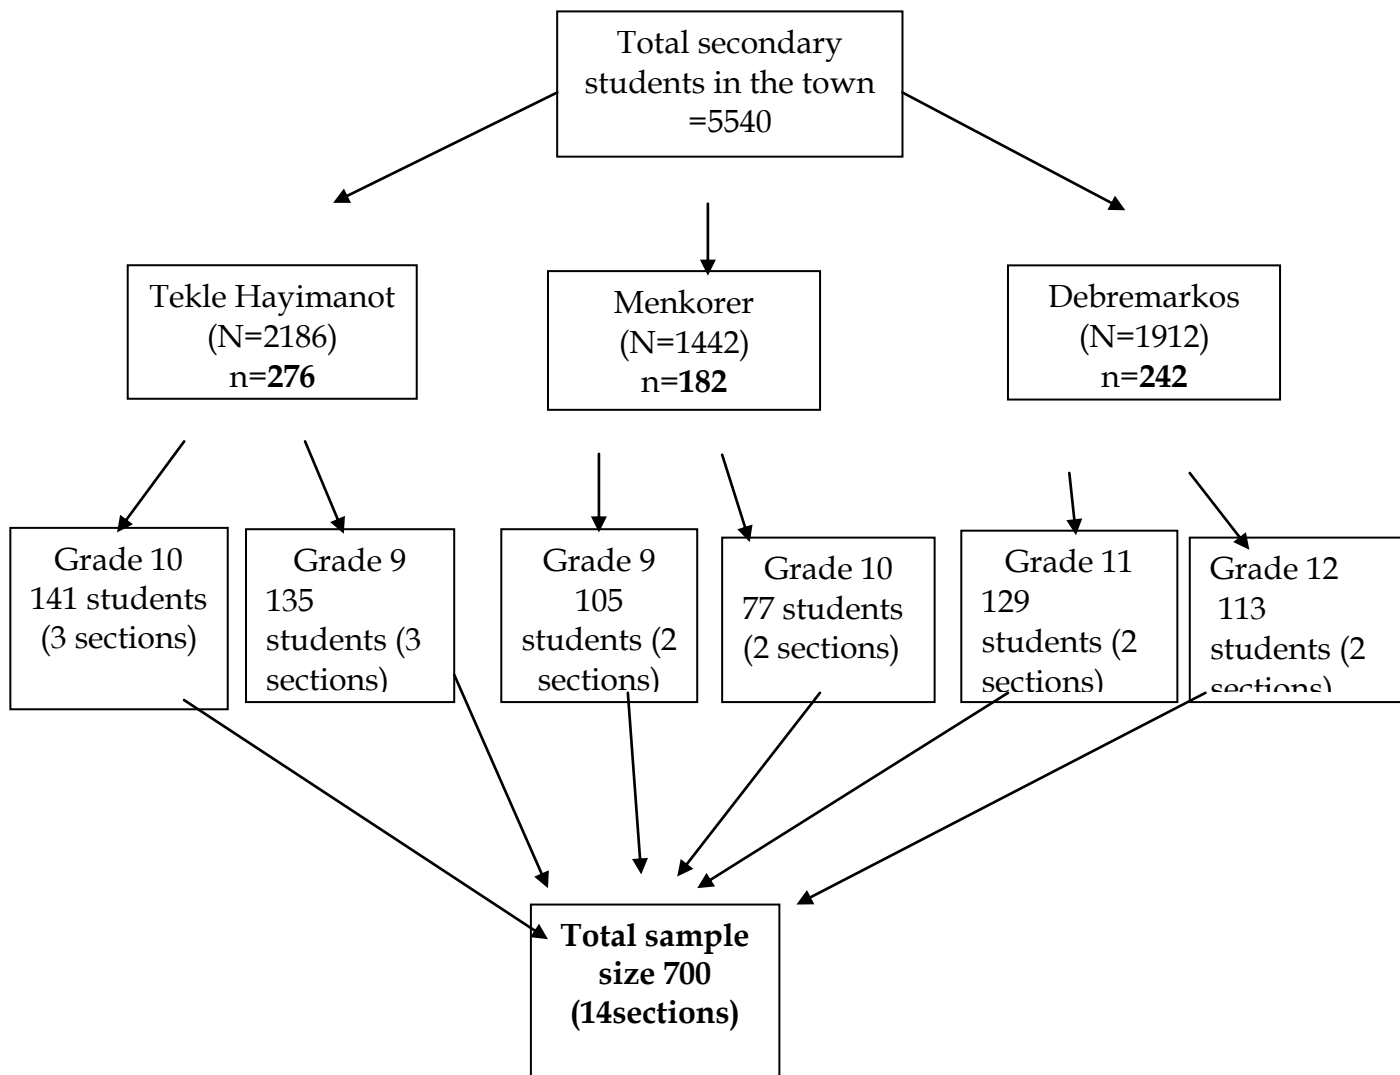 Total secondary
students in the town
=5540
Tekle Hayimanot
(N=2186)
n=276
Menkorer
(N=1442)
n=182
Debremarkos
(N=1912)
n=242
Grade 10
141 students
(3 sections)
Grade 9
135
students (3
sections)
Grade 9
105
students (2
sections)
Grade 10
77 students
(2 sections)
Grade 11
129
students (2
sections)
Grade 12
113
students (2
sections)
Total sample
size 700
(14sections)